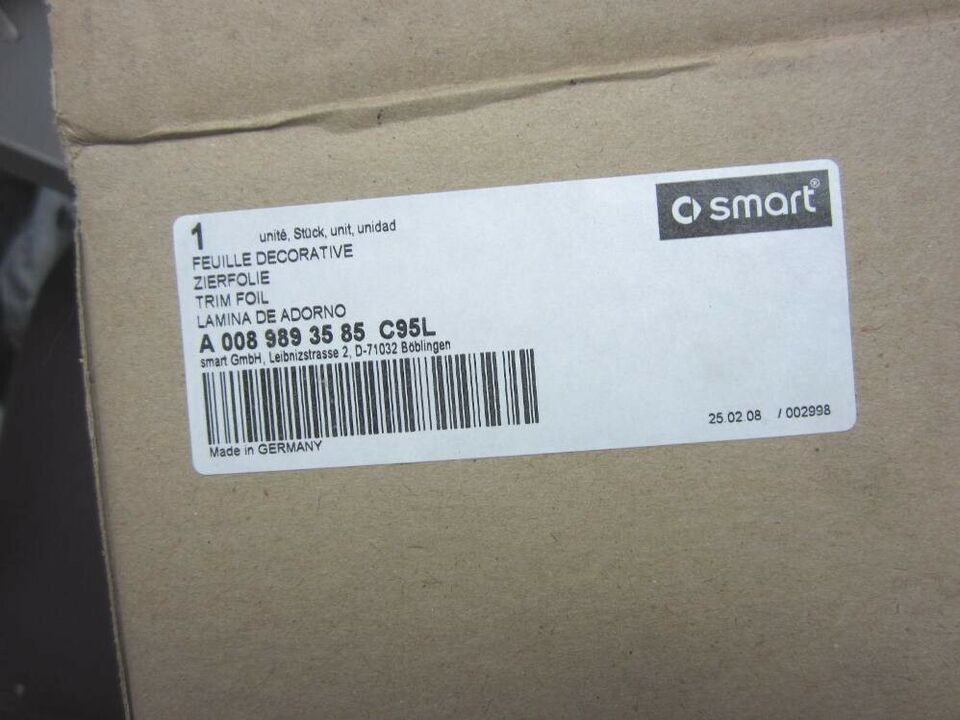 smart®
1 unité, Stück, unit, unidad
FEUILLE DECORATIVE
ZIERFOLIE
TRIM FOIL
LAMINA DE ADORNO
A 008 989 35 85 C95L
smart GmbH, Leibnizstrasse 2, D-71032 Böblingen
25.02.08 / 002998
Made in GERMANY